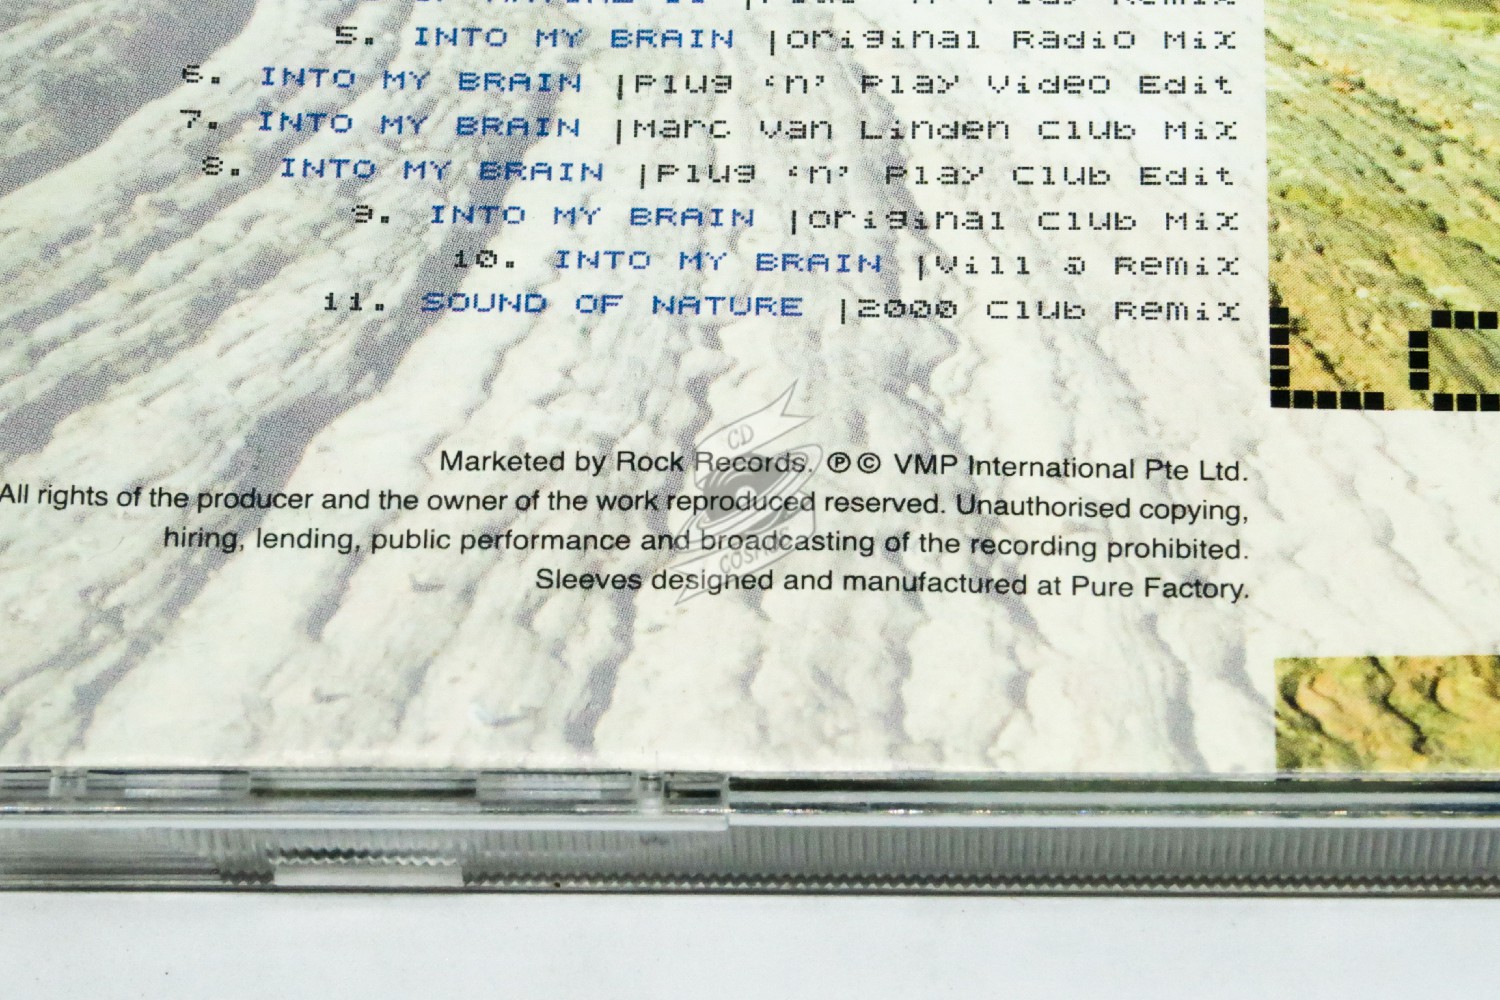 Play Remix
5. INTO MY BRAIN |Original Radio Mix
6. INTO MY BRAIN |Plug 'n' Play Video Edit
7. INTO MY BRAIN |Marc van Linden Club Mix
8. INTO MY BRAIN |Plug 'n' Play Club Edit
9. INTO MY BRAIN |Original Club Mix
10. INTO MY BRAIN |Vill @ Remix
11. SOUND OF NATURE |2000 Club Remix
Marketed by Rock Records. ℗© VMP International Pte Ltd.
All rights of the producer and the owner of the work reproduced reserved. Unauthorised copying,
hiring, lending, public performance and broadcasting of the recording prohibited.
Sleeves designed and manufactured at Pure Factory.
CD
COSMOS